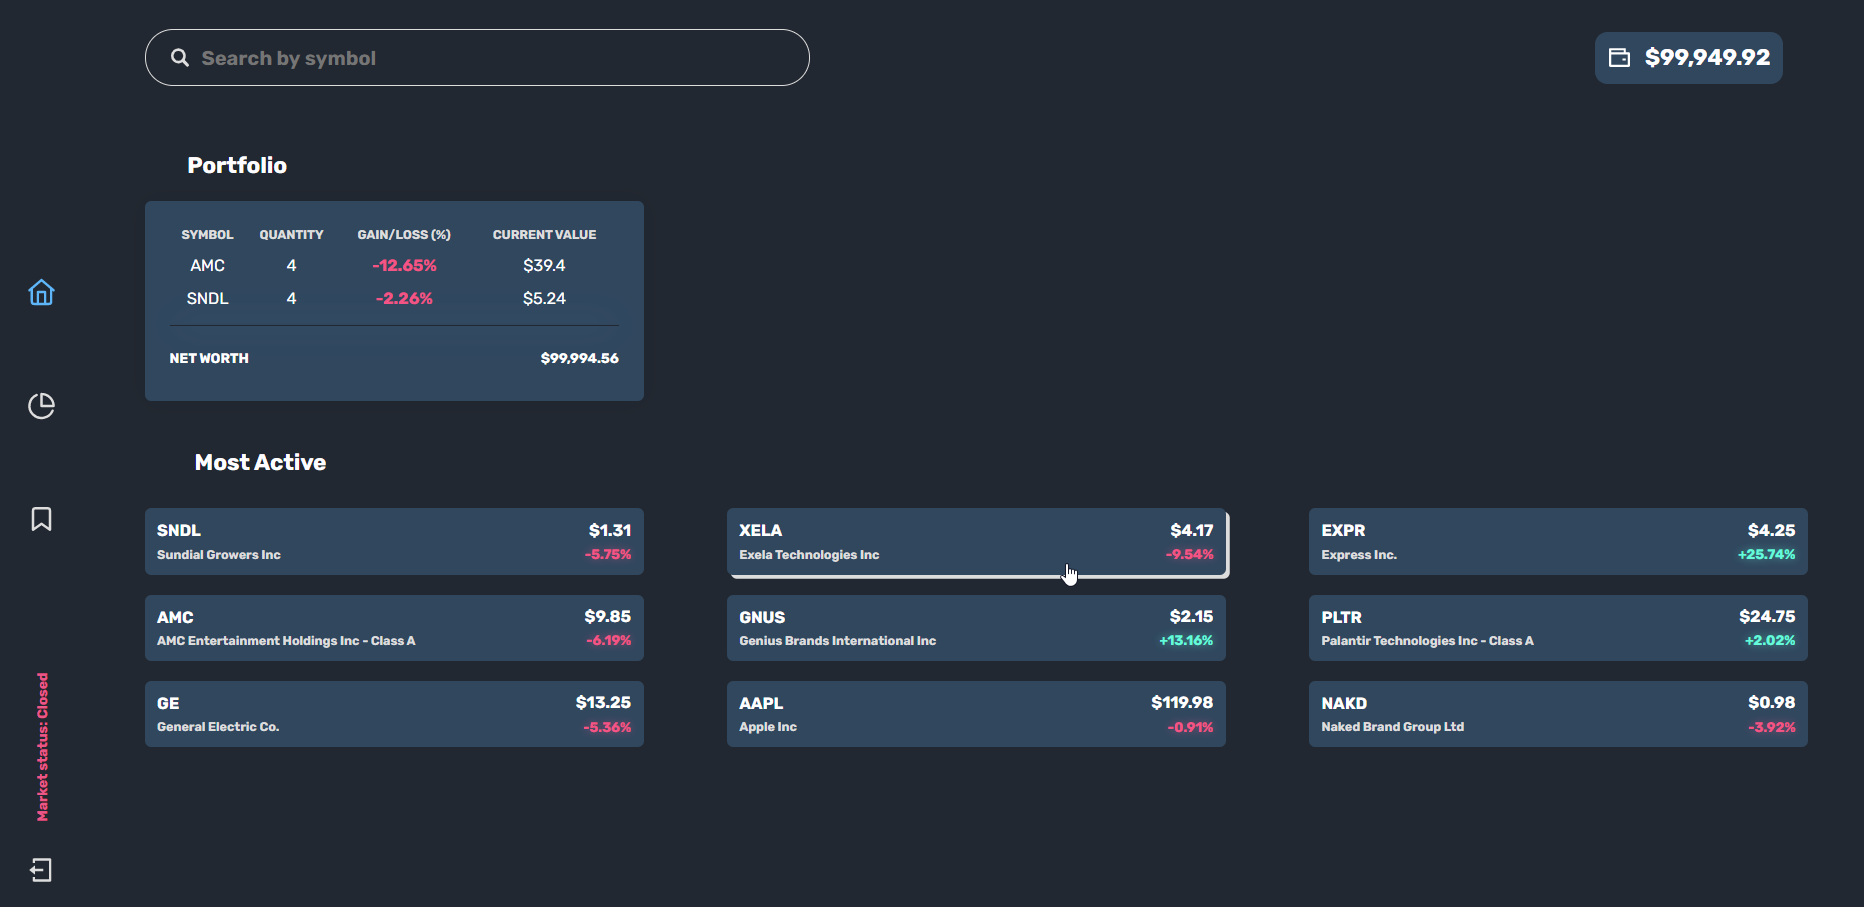 Search by symbol
$99,949.92
Portfolio
SYMBOL QUANTITY GAIN/LOSS (%) CURRENT VALUE
AMC 4 -12.65% $39.4
SNDL 4 -2.26% $5.24
NET WORTH $99,994.56
Most Active
SNDL $1.31
Sundial Growers Inc -5.75%
XELA $4.17
Exela Technologies Inc -9.54%
EXPR $4.25
Express Inc. +25.74%
AMC $9.85
AMC Entertainment Holdings Inc - Class A -6.19%
GNUS $2.15
Genius Brands International Inc +13.16%
PLTR $24.75
Palantir Technologies Inc - Class A +2.02%
GE $13.25
General Electric Co. -5.36%
AAPL $119.98
Apple Inc -0.91%
NAKD $0.98
Naked Brand Group Ltd -3.92%
Market status: Closed